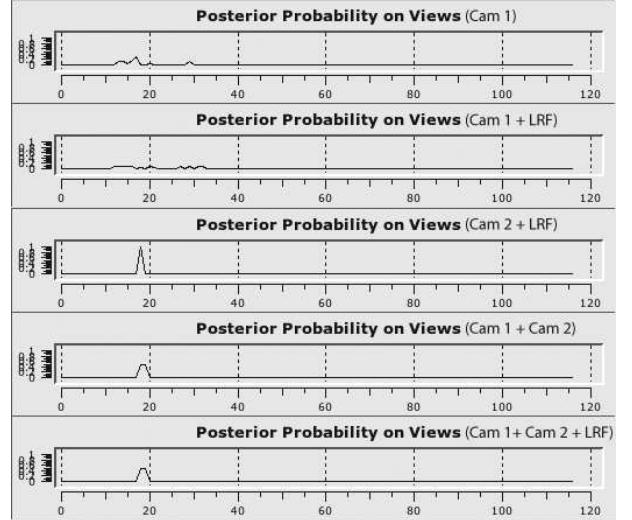 Posterior Probability on Views (Cam 1)
0 20 40 60 80 100 120
Posterior Probability on Views (Cam 1 + LRF)
0 20 40 60 80 100 120
Posterior Probability on Views (Cam 2 + LRF)
0 20 40 60 80 100 120
Posterior Probability on Views (Cam 1 + Cam 2)
0 20 40 60 80 100 120
Posterior Probability on Views (Cam 1+ Cam 2 + LRF)
0 20 40 60 80 100 120